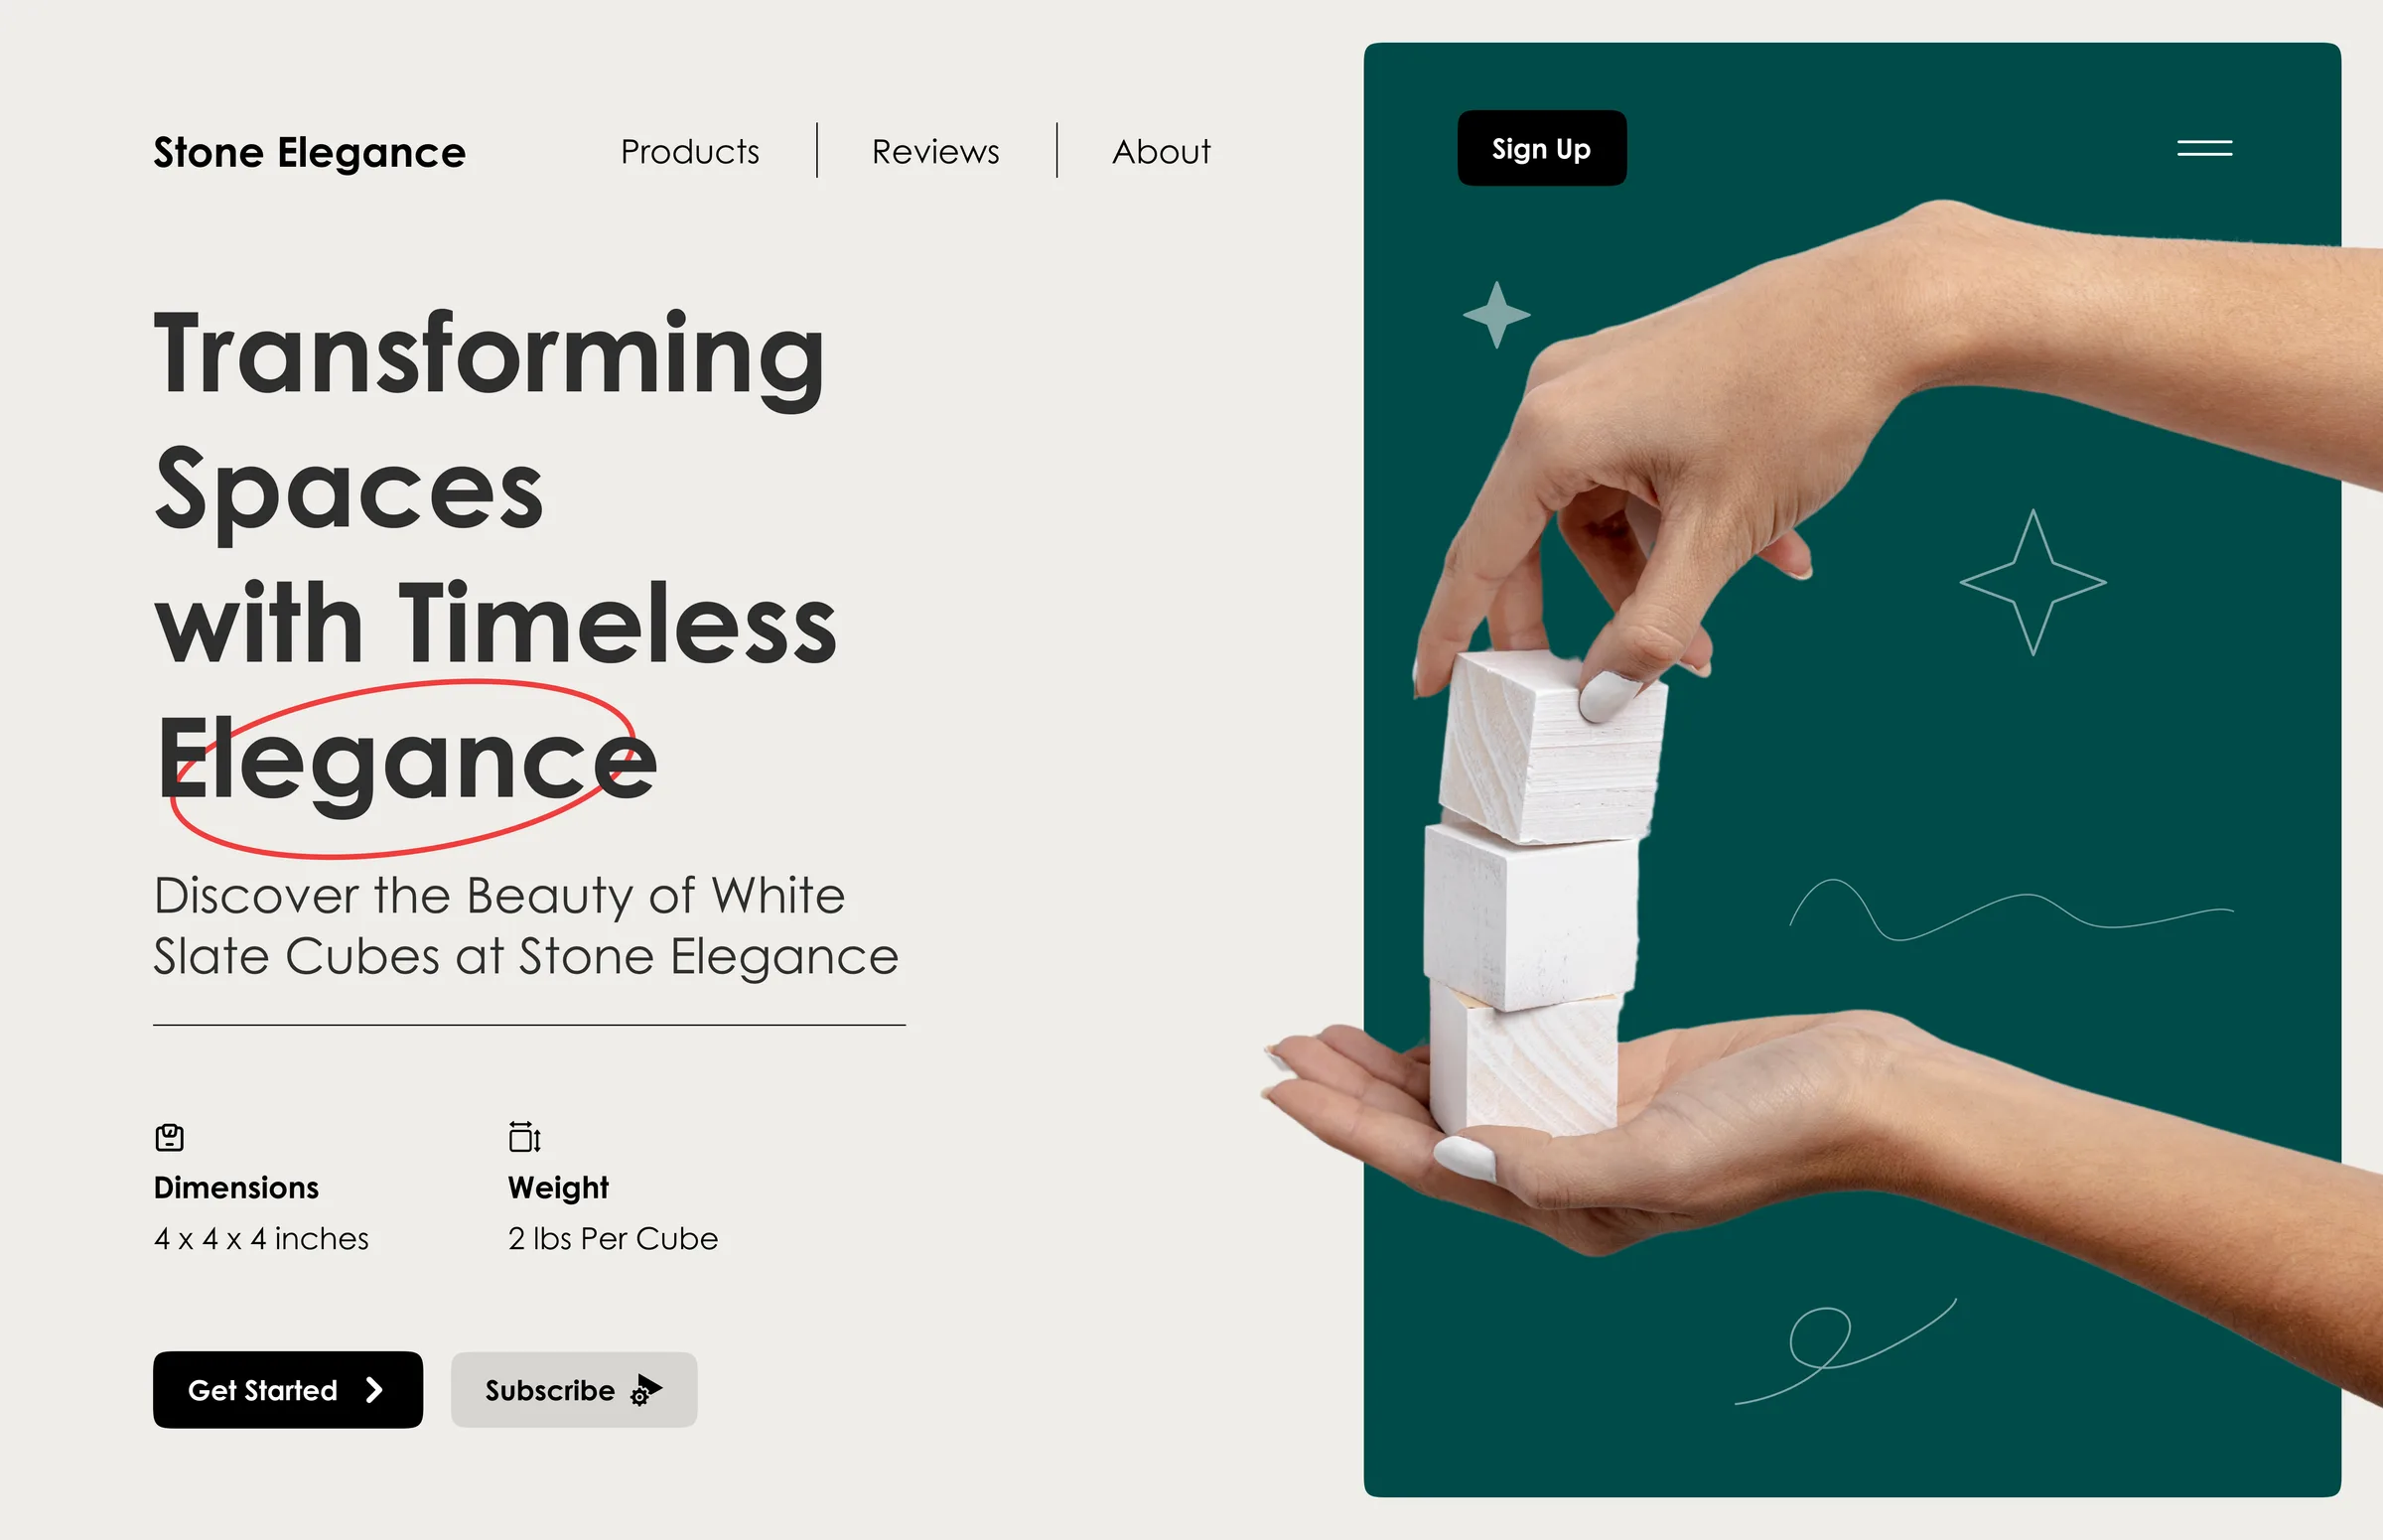 Stone Elegance
Products
Reviews
About
Sign Up
Transforming
Spaces
with Timeless
Elegance
Discover the Beauty of White
Slate Cubes at Stone Elegance
Dimensions
4 x 4 x 4 inches
Weight
2 lbs Per Cube
Get Started
Subscribe